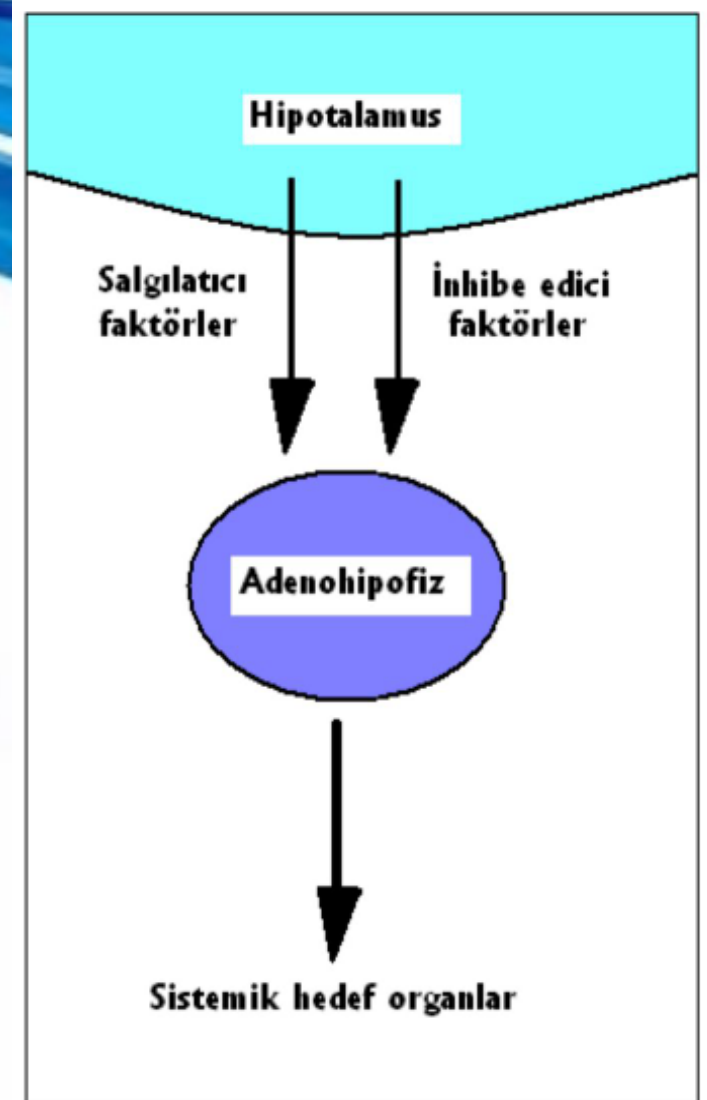 Hipotalamus
Salgılatıcı
faktörler
İnhibe edici
faktörler
Adenohipofiz
Sistemik hedef organlar